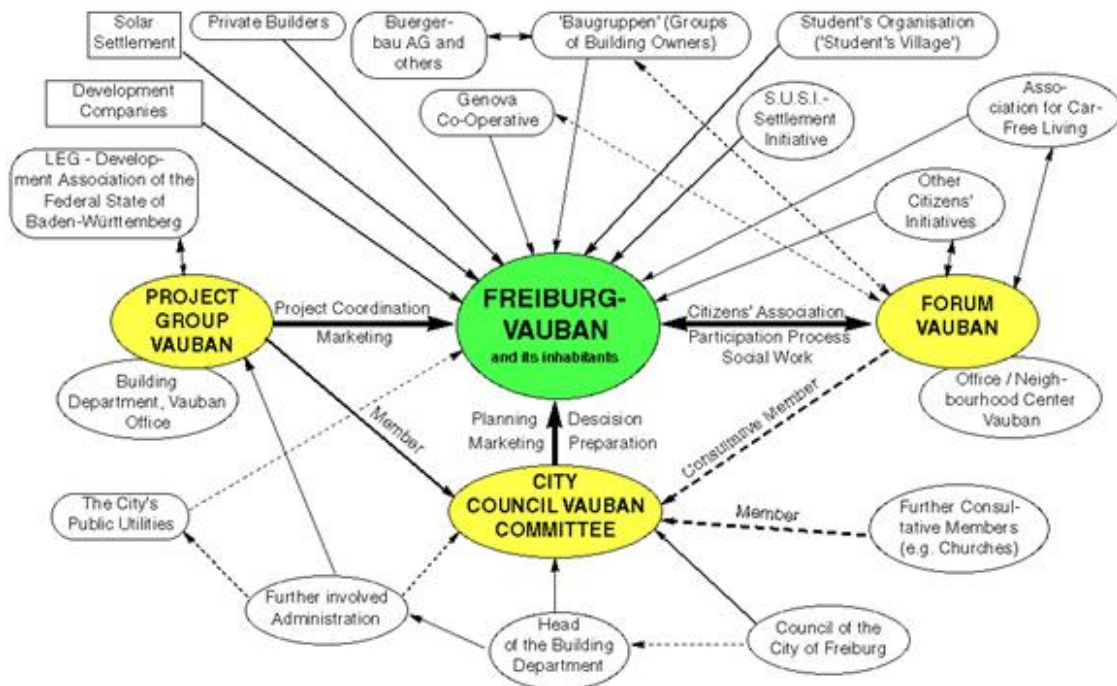 Solar
Settlement
Private Builders
Buerger-
bau AG and
others
'Baugruppen' (Groups
of Building Owners)
Student's Organisation
('Student's Village')
Development
Companies
Genova
Co-Operative
S.U.S.I.-
Settlement
Initiative
Asso-
ciation for Car-
Free Living
LEG - Develop-
ment Association of the
Federal State of
Baden-Württemberg
Other
Citizens'
Initiatives
PROJECT
GROUP
VAUBAN
Project Coordination
Marketing
FREIBURG-
VAUBAN
and its inhabitants
Citizens' Association
Participation Process
Social Work
FORUM
VAUBAN
Building
Department, Vauban
Office
Office / Neigh-
bourhood Center
Vauban
Member
Planning
Marketing
Descision
Preparation
Consultative Member
The City's
Public Utilities
CITY
COUNCIL VAUBAN
COMMITTEE
Member
Further Consul-
tative Members
(e.g. Churches)
Further involved
Administration
Head
of the Building
Department
Council of the
City of Freiburg